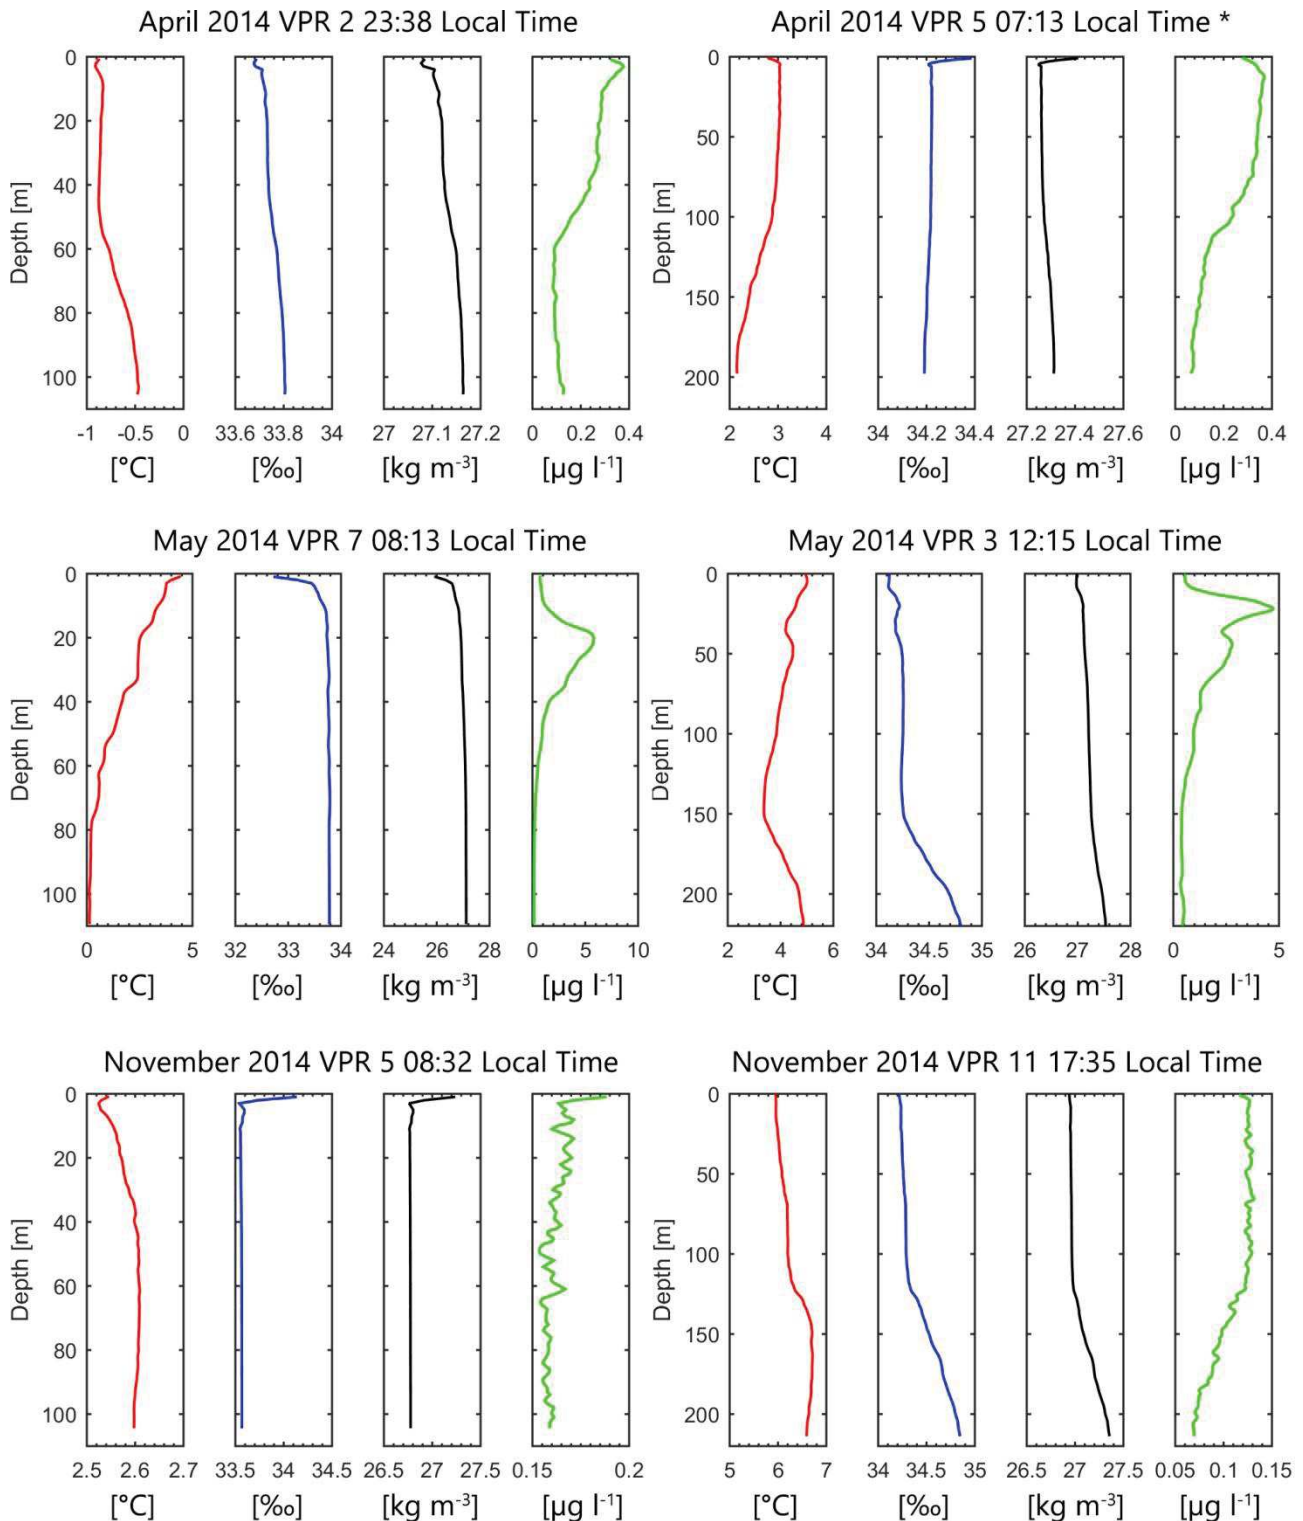 April 2014 VPR 2 23:38 Local Time
April 2014 VPR 5 07:13 Local Time *
0
20
40
60
80
100
Depth [m]
0
50
100
150
200
Depth [m]
-1 -0.5 0 33.6 33.8 34 27 27.1 27.2 0 0.2 0.4
2 3 4 34 34.2 34.4 27.2 27.4 27.6 0 0.2 0.4
[°C] [‰] [kg m⁻³] [µg l⁻¹]
[°C] [‰] [kg m⁻³] [µg l⁻¹]
May 2014 VPR 7 08:13 Local Time
May 2014 VPR 3 12:15 Local Time
0
20
40
60
80
100
Depth [m]
0
50
100
150
200
Depth [m]
0 5 32 33 34 24 26 28 0 5 10
2 4 6 34 34.5 35 26 27 28 0 5
[°C] [‰] [kg m⁻³] [µg l⁻¹]
[°C] [‰] [kg m⁻³] [µg l⁻¹]
November 2014 VPR 5 08:32 Local Time
November 2014 VPR 11 17:35 Local Time
0
20
40
60
80
100
Depth [m]
0
50
100
150
200
Depth [m]
2.5 2.6 2.7 33.5 34 34.5 26.5 27 27.5 0.15 0.2
5 6 7 34 34.5 35 26.5 27 27.5 0.05 0.1 0.15
[°C] [‰] [kg m⁻³] [µg l⁻¹]
[°C] [‰] [kg m⁻³] [µg l⁻¹]